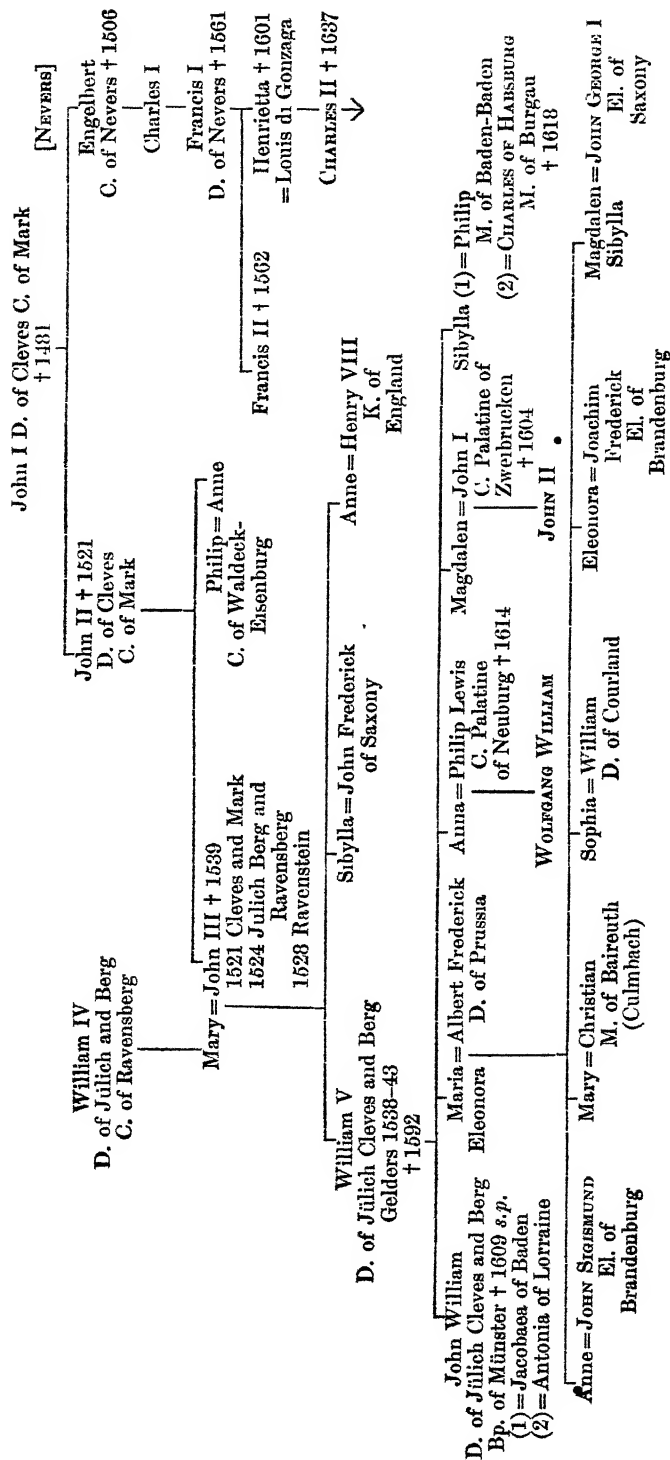 John I D. of Cleves C. of Mark
† 1481
[NEVERS]
William IV
D. of Jülich and Berg
C. of Ravensberg
John II † 1521
D. of Cleves
C. of Mark
Engelbert
C. of Nevers † 1506
Charles I
Francis I
D. of Nevers † 1561
Mary = John III † 1539
1521 Cleves and Mark
1524 Julich Berg and
Ravensberg
1528 Ravenstein
Philip = Anne
C. of Waldeck-
Eisenburg
Francis II † 1562
Henrietta † 1601
= Louis di Gonzaga
CHARLES II † 1637
William V
D. of Jülich Cleves and Berg
Gelders 1538–43
† 1592
Sibylla = John Frederick
of Saxony
Anne = Henry VIII
K. of
England
John William
D. of Jülich Cleves and Berg
Bp. of Münster † 1609 s.p.
(1) = Jacobaea of Baden
(2) = Antonia of Lorraine
Maria = Albert Frederick
Eleonora D. of Prussia
Anna = Philip Lewis
C. Palatine
of Neuburg † 1614
WOLFGANG WILLIAM
Magdalen = John I
C. Palatine of
Zweibrucken
† 1604
JOHN II
Sibylla (1) = Philip
M. of Baden-Baden
(2) = CHARLES OF HABSBURG
M. of Burgau
† 1618
Anne = JOHN SIGISMUND
El. of
Brandenburg
Mary = Christian
M. of Baireuth
(Culmbach)
Sophia = William
D. of Courland
Eleonora = Joachim
Frederick
El. of
Brandenburg
Magdalen = JOHN GEORGE I
Sibylla El. of
Saxony